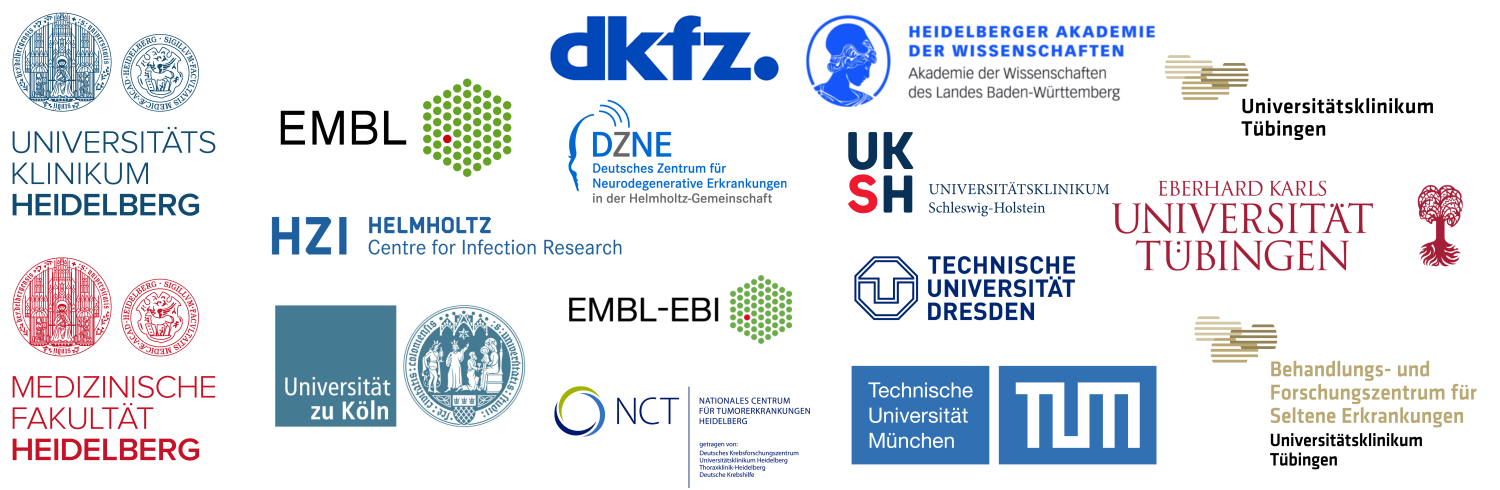 UNIVERSITÄTS
KLINIKUM
HEIDELBERG
MEDIZINISCHE
FAKULTÄT
HEIDELBERG
EMBL
HZI
HELMHOLTZ
Centre for Infection Research
Universität
zu Köln
dkfz.
DZNE
Deutsches Zentrum für
Neurodegenerative Erkrankungen
in der Helmholtz-Gemeinschaft
EMBL-EBI
NCT
NATIONALES CENTRUM
FÜR TUMORERKRANKUNGEN
HEIDELBERG
getragen von:
Deutsches Krebsforschungszentrum
Universitätsklinikum Heidelberg
Thoraxklinik-Heidelberg
Deutsche Krebshilfe
HEIDELBERGER AKADEMIE
DER WISSENSCHAFTEN
Akademie der Wissenschaften
des Landes Baden-Württemberg
UK
SH
UNIVERSITÄTSKLINIKUM
Schleswig-Holstein
TECHNISCHE
UNIVERSITÄT
DRESDEN
Technische
Universität
München
TUM
Universitätsklinikum
Tübingen
EBERHARD KARLS
UNIVERSITÄT
TÜBINGEN
Behandlungs- und
Forschungszentrum für
Seltene Erkrankungen
Universitätsklinikum
Tübingen